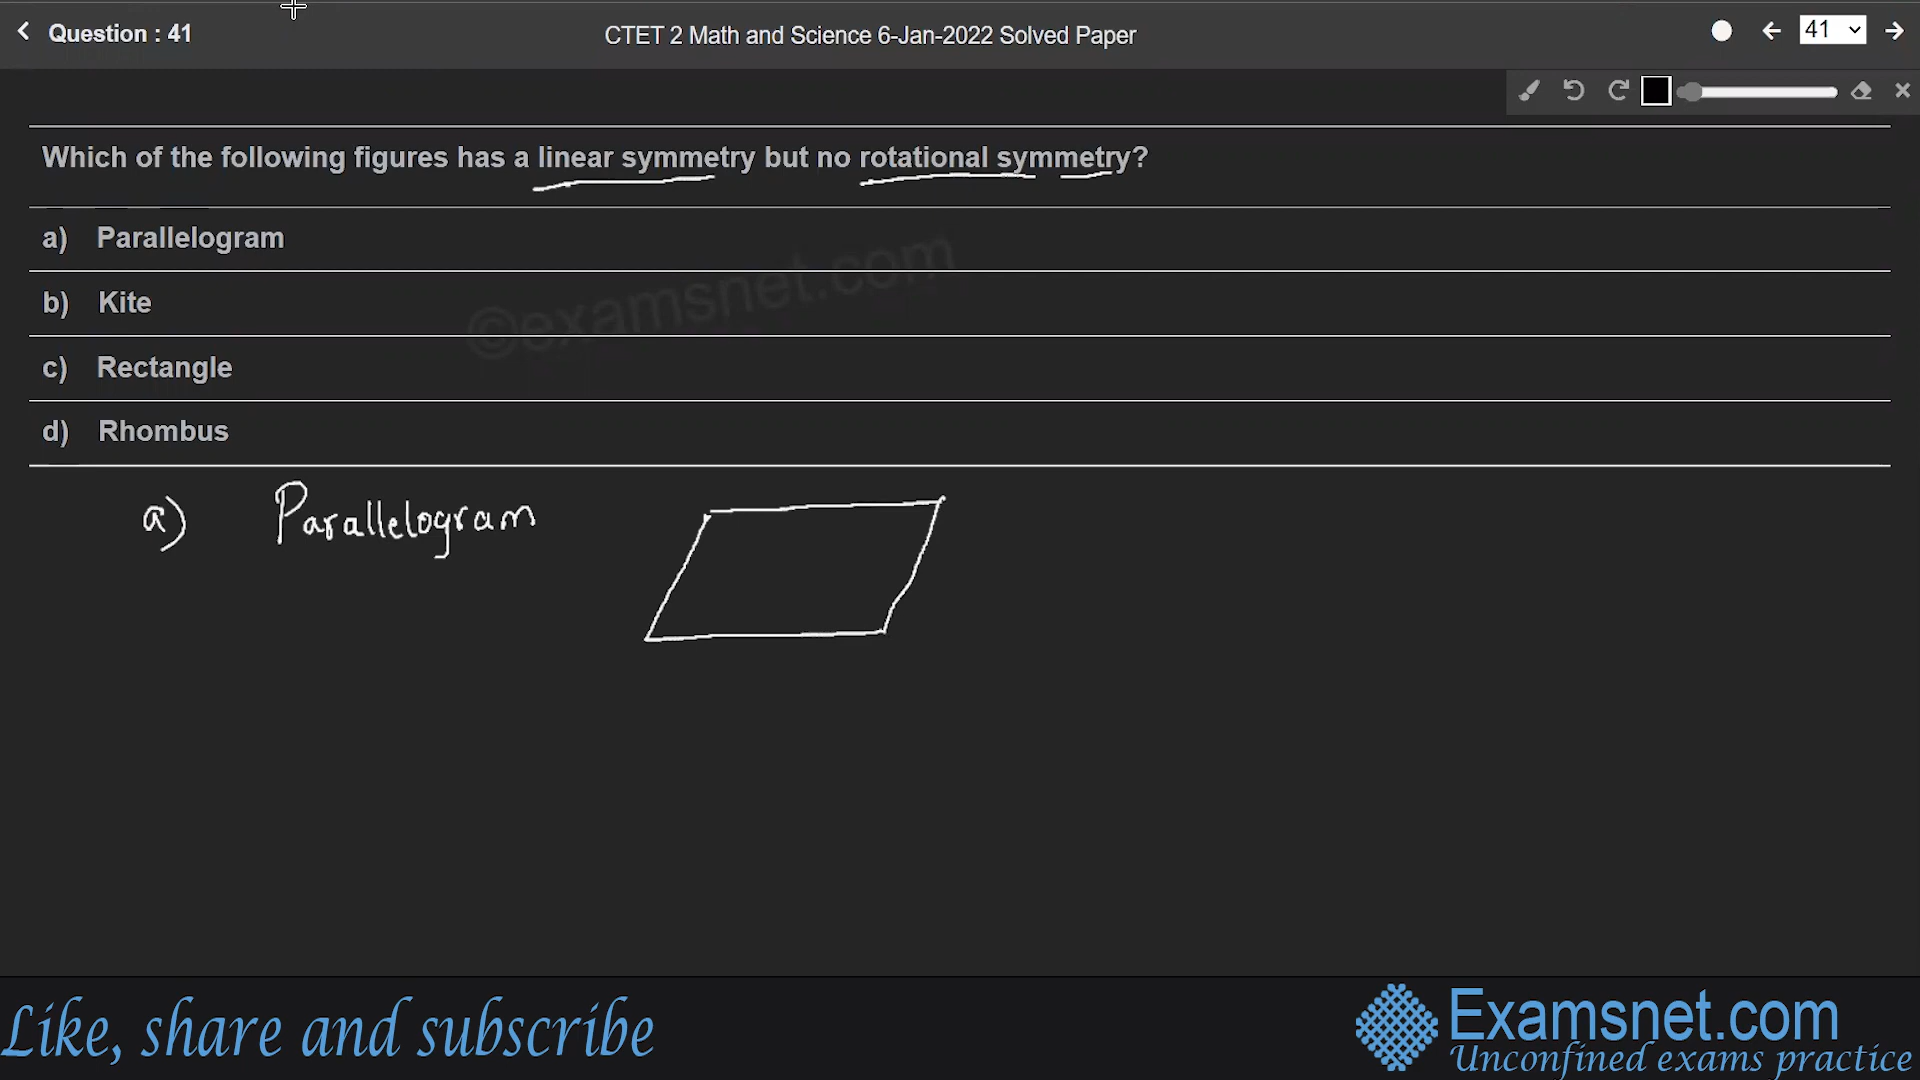 Question : 41
CTET 2 Math and Science 6-Jan-2022 Solved Paper
41
Which of the following figures has a linear symmetry but no rotational symmetry?
a) Parallelogram
b) Kite
c) Rectangle
d) Rhombus
©examsnet.com
a) Parallelogram
Like, share and subscribe
Examsnet.com
Unconfined exams practice